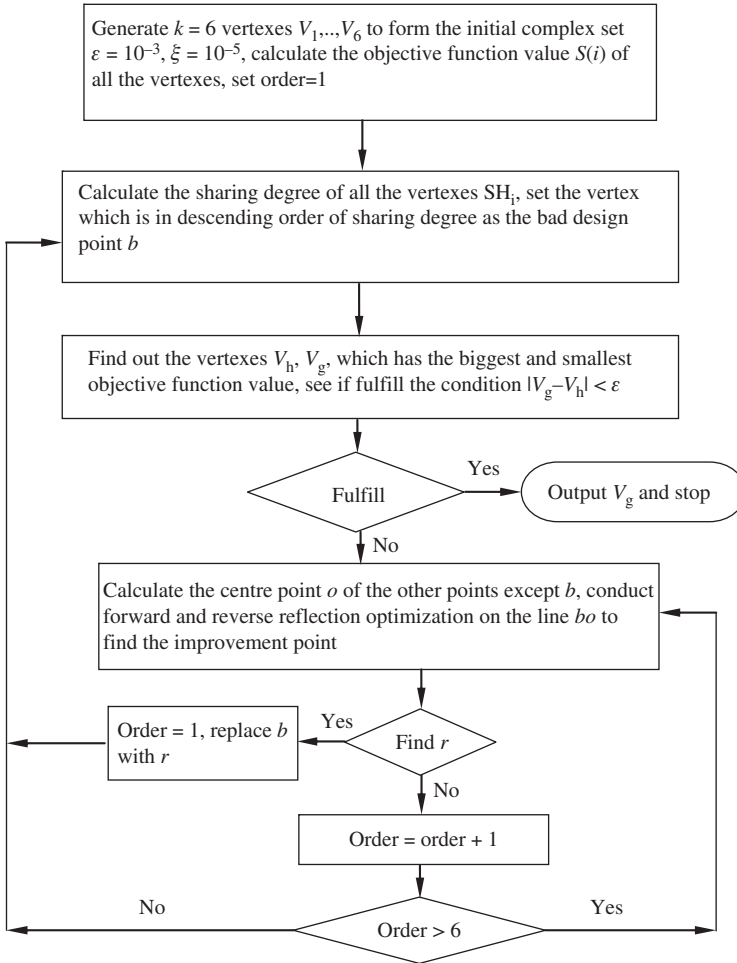 Generate k = 6 vertexes V₁,..,V₆ to form the initial complex set
ε = 10⁻³, ξ = 10⁻⁵, calculate the objective function value S(i) of
all the vertexes, set order=1
Calculate the sharing degree of all the vertexes SHᵢ, set the vertex
which is in descending order of sharing degree as the bad design
point b
Find out the vertexes Vₕ, V_g, which has the biggest and smallest
objective function value, see if fulfill the condition |V_g–Vₕ| < ε
Fulfill
Yes
Output V_g and stop
No
Calculate the centre point o of the other points except b, conduct
forward and reverse reflection optimization on the line bo to
find the improvement point
Find r
Yes
Order = 1, replace b
with r
No
Order = order + 1
Order > 6
No
Yes